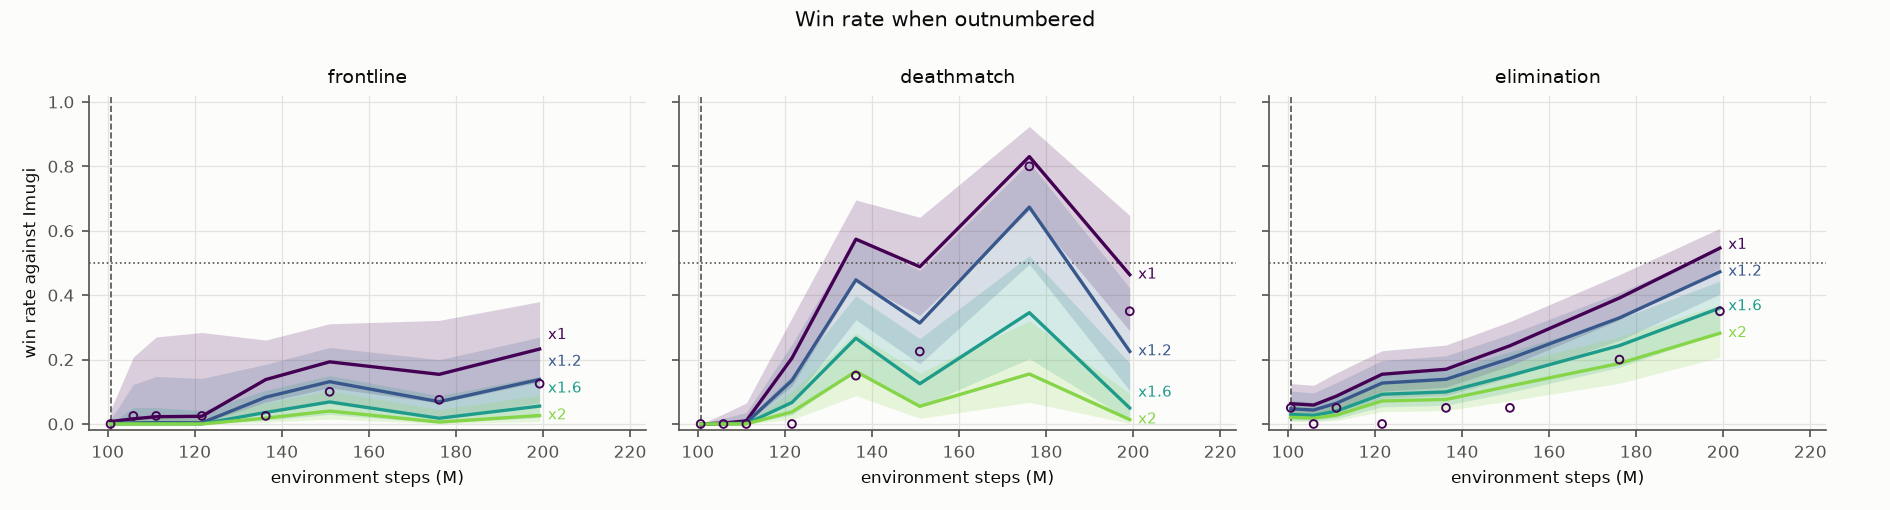 Win rate when outnumbered
frontline
deathmatch
elimination
win rate against Imugi
1.0
0.8
0.6
0.4
0.2
0.0
x1
x1.2
x1.6
x2
x1
x1.2
x1.6
x2
x1
x1.2
x1.6
x2
100 120 140 160 180 200 220
100 120 140 160 180 200 220
100 120 140 160 180 200 220
environment steps (M)
environment steps (M)
environment steps (M)